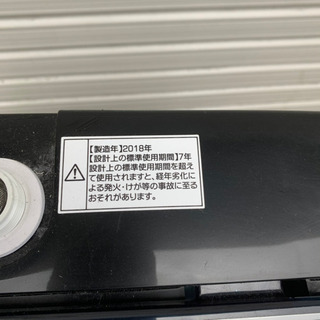 【製造年】2018年
【設計上の標準使用期間】7年
設計上の標準使用期間を超え
て使用されますと、経年劣化に
よる発火・けが等の事故に至る
おそれがあります。